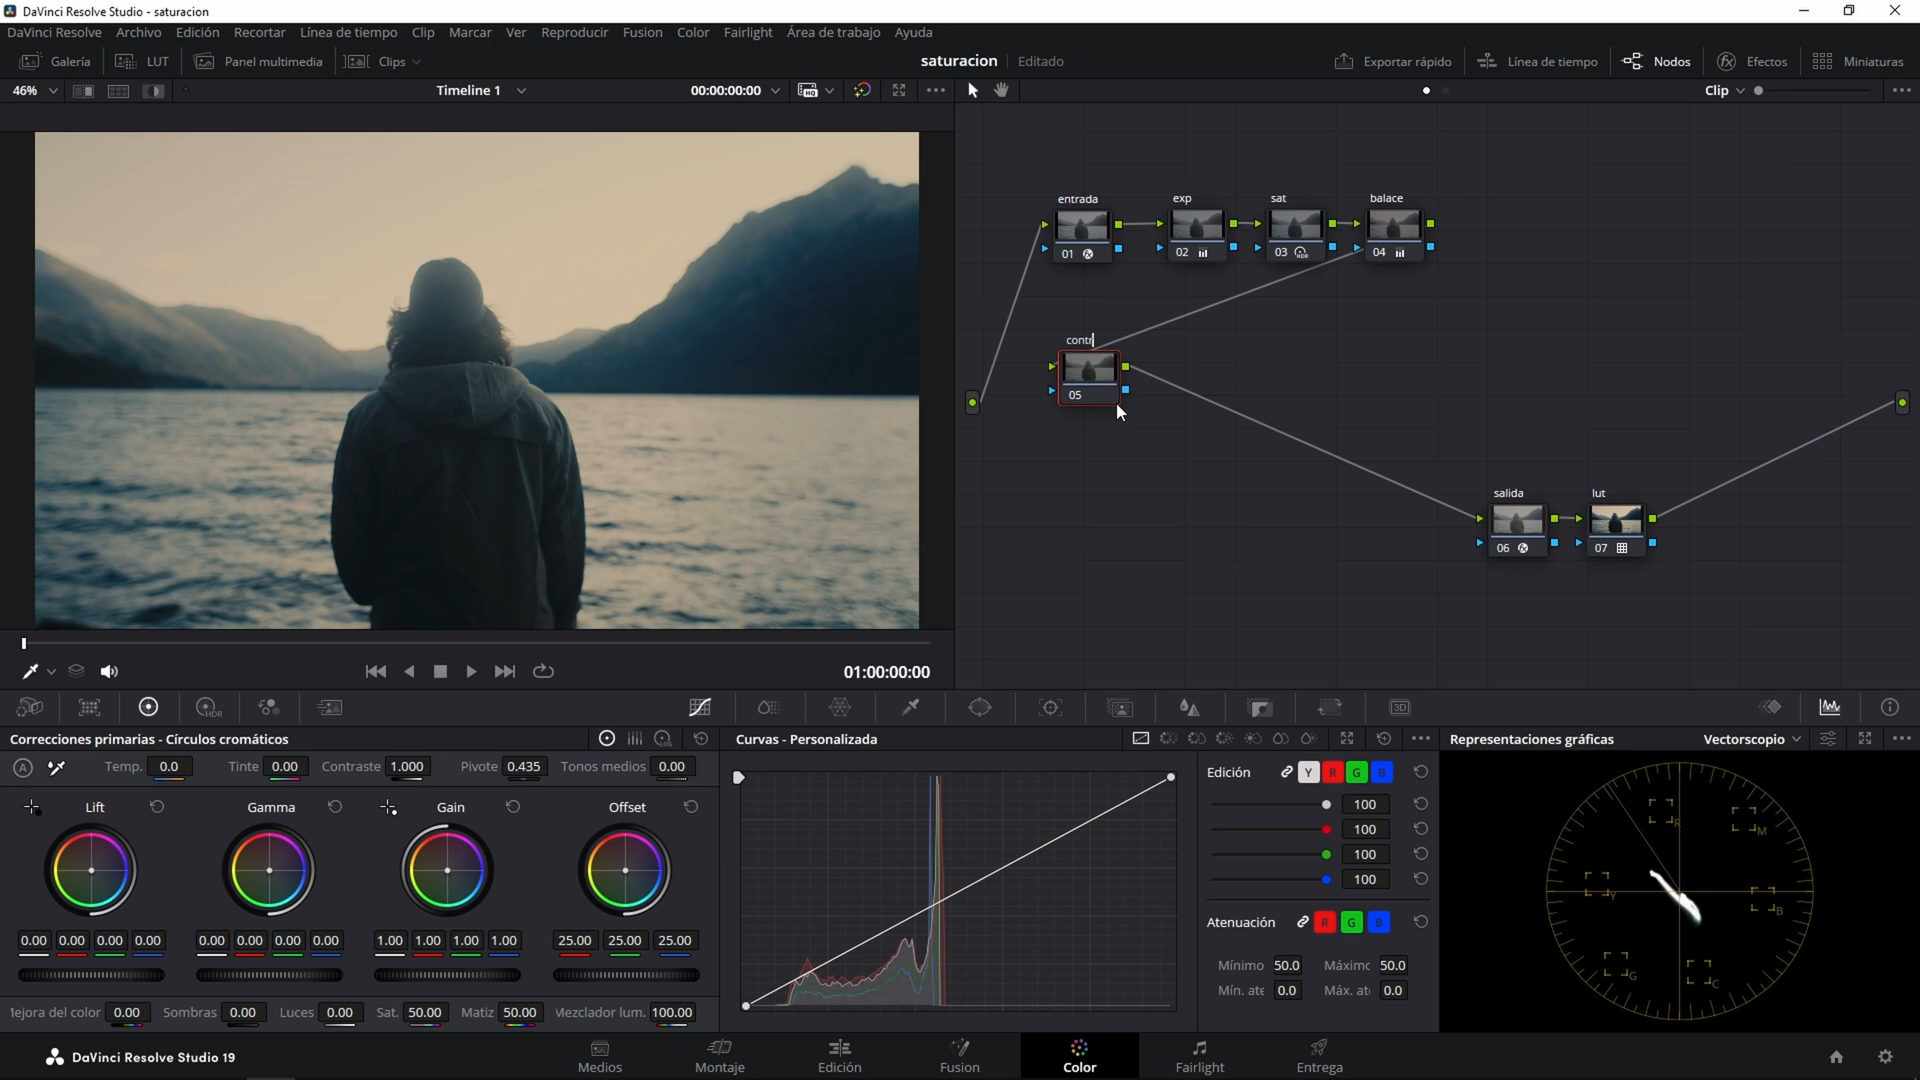 DaVinci Resolve Studio - saturacion
DaVinci Resolve Archivo Edición Recortar Línea de tiempo Clip Marcar Ver Reproducir Fusion Color Fairlight Área de trabajo Ayuda
Galería LUT Panel multimedia Clips saturacion Editado Exportar rápido Línea de tiempo Nodos Efectos Miniaturas
46% Timeline 1 00:00:00:00 HQ Clip
entrada exp sat balace
01 02 03 HDR 04
contr
05
salida lut
06 07
01:00:00:00
HDR 3D
Correcciones primarias - Círculos cromáticos LOG
Temp. 0.0 Tinte 0.00 Contraste 1.000 Pivote 0.435 Tonos medios 0.00
Lift Gamma Gain Offset
0.00 0.00 0.00 0.00 0.00 0.00 0.00 0.00 1.00 1.00 1.00 1.00 25.00 25.00 25.00
Iejora del color 0.00 Sombras 0.00 Luces 0.00 Sat. 50.00 Matiz 50.00 Mezclador lum. 100.00
Curvas - Personalizada
Edición Y R G B
100
100
100
100
Atenuación R G B
Mínimo 50.0 Máximo 50.0
Mín. ate 0.0 Máx. ate 0.0
Representaciones gráficas Vectorscopio
R M
Y B
G C
DaVinci Resolve Studio 19
Medios Montaje Edición Fusion Color Fairlight Entrega